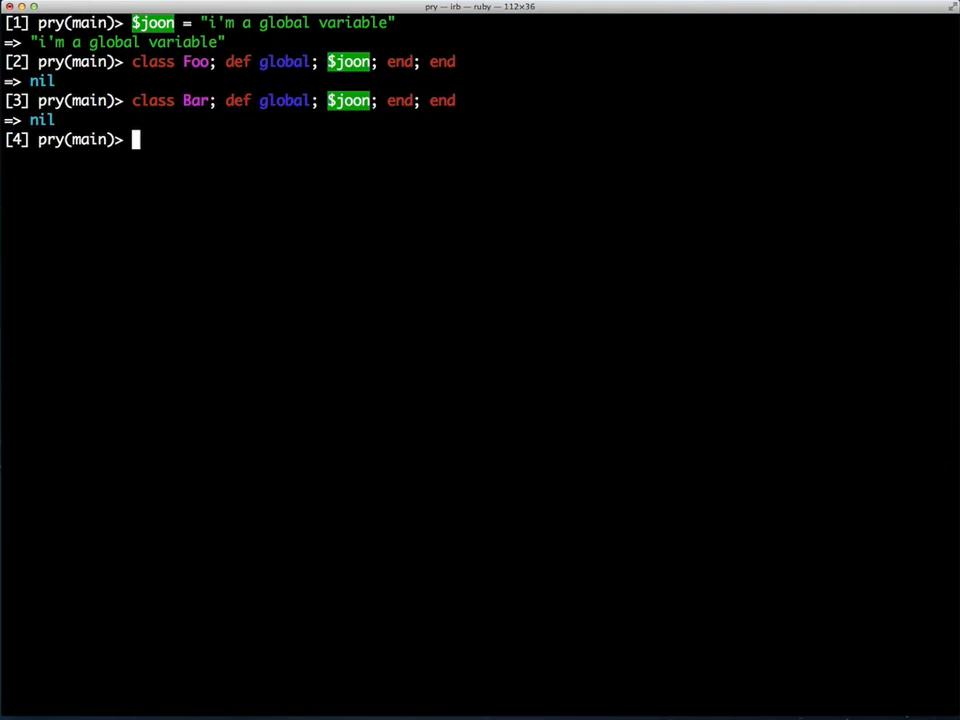 pry — irb — ruby — 112×36
[1] pry(main)> $joon = "i'm a global variable"
=> "i'm a global variable"
[2] pry(main)> class Foo; def global; $joon; end; end
=> nil
[3] pry(main)> class Bar; def global; $joon; end; end
=> nil
[4] pry(main)>